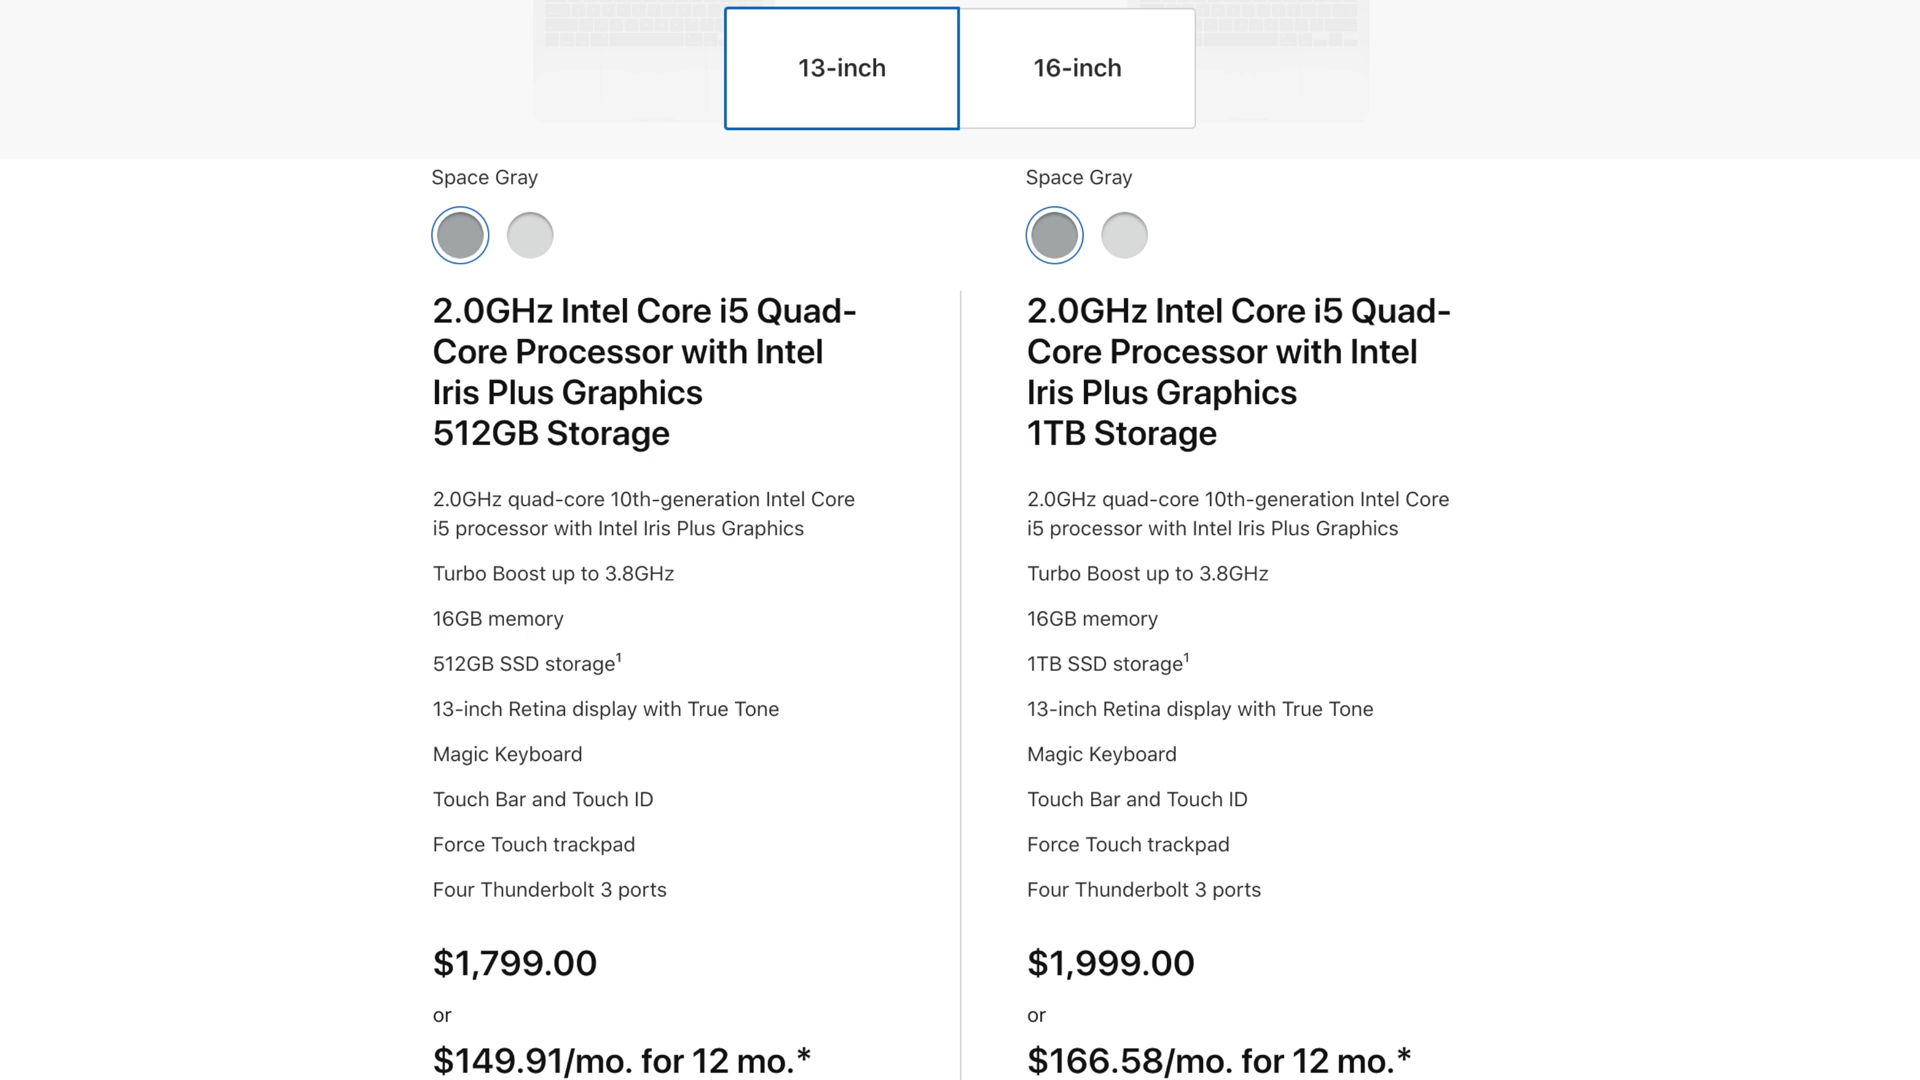 13-inch
16-inch
Space Gray
2.0GHz Intel Core i5 Quad-
Core Processor with Intel
Iris Plus Graphics
512GB Storage
2.0GHz quad-core 10th-generation Intel Core
i5 processor with Intel Iris Plus Graphics
Turbo Boost up to 3.8GHz
16GB memory
512GB SSD storage¹
13-inch Retina display with True Tone
Magic Keyboard
Touch Bar and Touch ID
Force Touch trackpad
Four Thunderbolt 3 ports
$1,799.00
or
$149.91/mo. for 12 mo.*
Space Gray
2.0GHz Intel Core i5 Quad-
Core Processor with Intel
Iris Plus Graphics
1TB Storage
2.0GHz quad-core 10th-generation Intel Core
i5 processor with Intel Iris Plus Graphics
Turbo Boost up to 3.8GHz
16GB memory
1TB SSD storage¹
13-inch Retina display with True Tone
Magic Keyboard
Touch Bar and Touch ID
Force Touch trackpad
Four Thunderbolt 3 ports
$1,999.00
or
$166.58/mo. for 12 mo.*